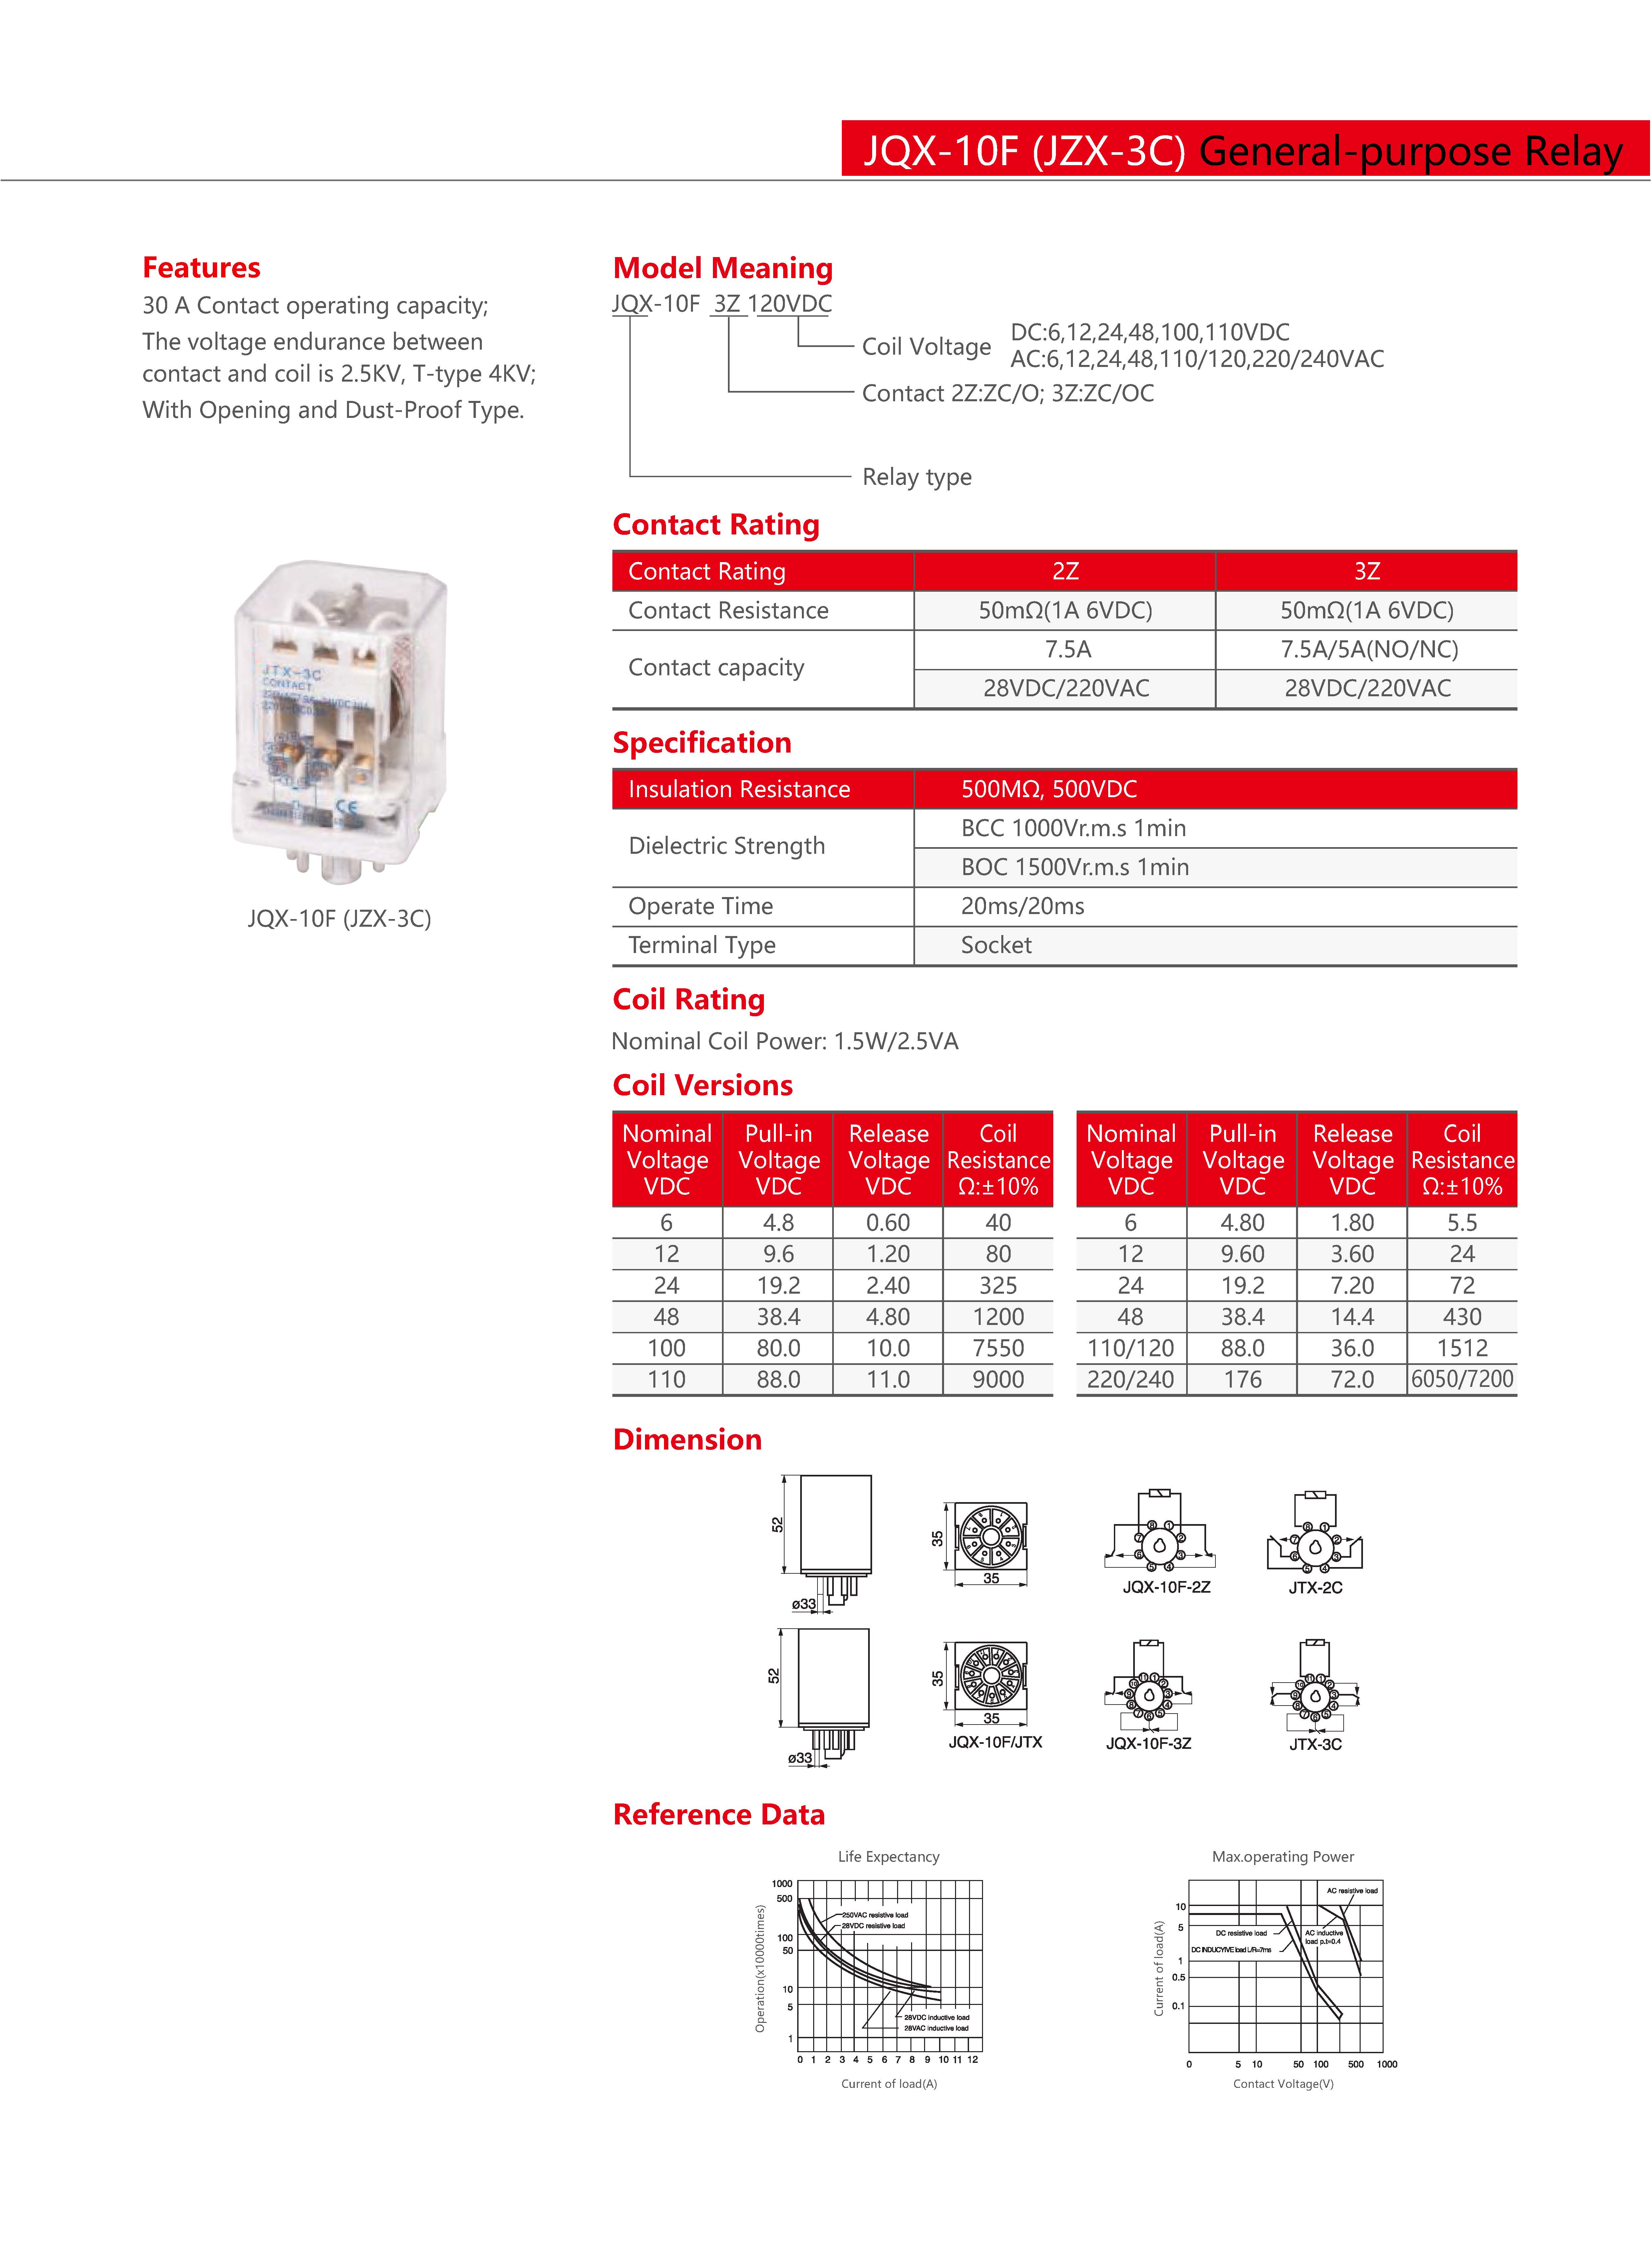 JQX-10F (JZX-3C) General-purpose Relay
Features
30 A Contact operating capacity;
The voltage endurance between
contact and coil is 2.5KV, T-type 4KV;
With Opening and Dust-Proof Type.
JTX-3C
CONTACT
CE
JQX-10F (JZX-3C)
Model Meaning
JQX-10F 3Z 120VDC
Coil Voltage
DC:6,12,24,48,100,110VDC
AC:6,12,24,48,110/120,220/240VAC
Contact 2Z:ZC/O; 3Z:ZC/OC
Relay type
Contact Rating
Contact Rating 2Z 3Z
Contact Resistance 50mΩ(1A 6VDC) 50mΩ(1A 6VDC)
Contact capacity
7.5A 7.5A/5A(NO/NC)
28VDC/220VAC 28VDC/220VAC
Specification
Insulation Resistance 500MΩ, 500VDC
Dielectric Strength
BCC 1000Vr.m.s 1min
BOC 1500Vr.m.s 1min
Operate Time 20ms/20ms
Terminal Type Socket
Coil Rating
Nominal Coil Power: 1.5W/2.5VA
Coil Versions
Nominal Pull-in Release Coil
Voltage Voltage Voltage Resistance
VDC VDC VDC Ω:±10%
6 4.8 0.60 40
12 9.6 1.20 80
24 19.2 2.40 325
48 38.4 4.80 1200
100 80.0 10.0 7550
110 88.0 11.0 9000
Nominal Pull-in Release Coil
Voltage Voltage Voltage Resistance
VDC VDC VDC Ω:±10%
6 4.80 1.80 5.5
12 9.60 3.60 24
24 19.2 7.20 72
48 38.4 14.4 430
110/120 88.0 36.0 1512
220/240 176 72.0 6050/7200
Dimension
52
ø33
35
35
JQX-10F-2Z
JTX-2C
52
ø33
35
35
JQX-10F/JTX
JQX-10F-3Z
JTX-3C
Reference Data
Life Expectancy
Operation(x10000times)
1000
500
100
50
10
5
1
250VAC resistive load
28VDC resistive load
28VDC inductive load
28VAC inductive load
0 1 2 3 4 5 6 7 8 9 10 11 12
Current of load(A)
Max.operating Power
Current of load(A)
10
5
1
0.5
0.1
AC resistive load
DC resistive load
AC inductive
load p.t=0.4
DC INDUCYIVE load L/R=7ms
0 5 10 50 100 500 1000
Contact Voltage(V)